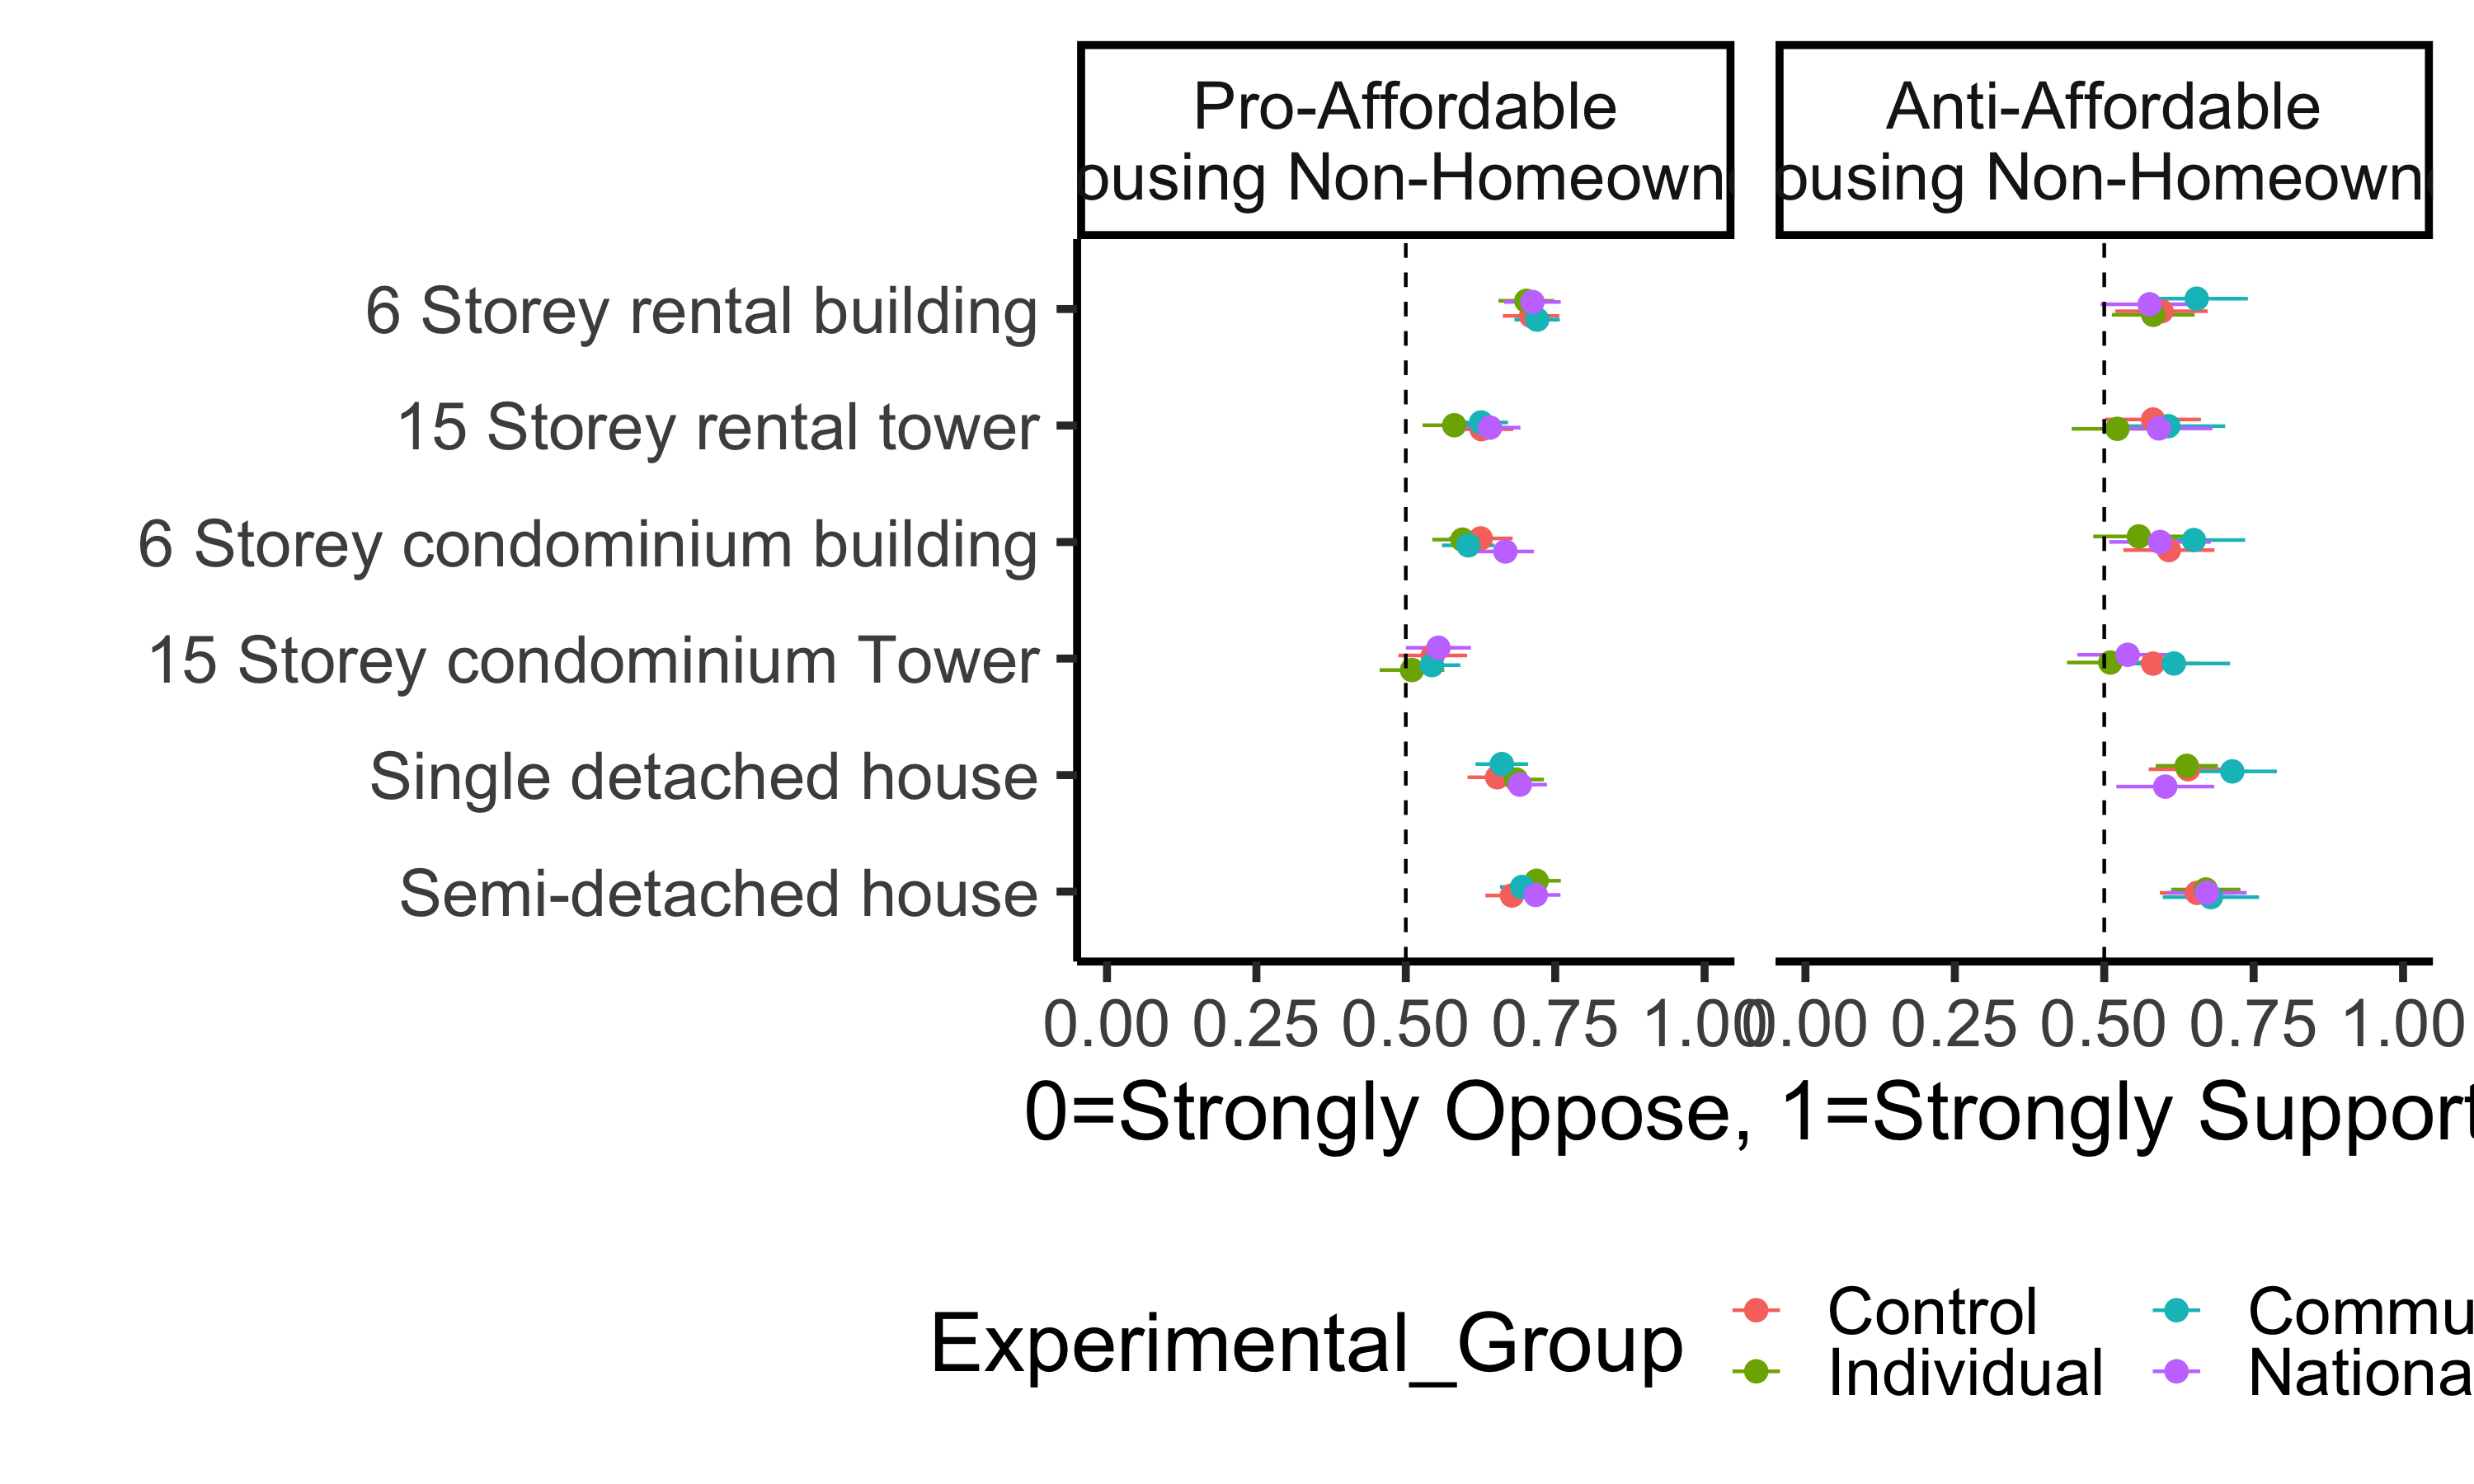 Pro-Affordable
ousing Non-Homeown
Anti-Affordable
ousing Non-Homeown
6 Storey rental building
15 Storey rental tower
6 Storey condominium building
15 Storey condominium Tower
Single detached house
Semi-detached house
0.00 0.25 0.50 0.75 1.00
0.00 0.25 0.50 0.75 1.00
0=Strongly Oppose, 1=Strongly Support
Experimental_Group
Control
Individual
Commu
Nationa